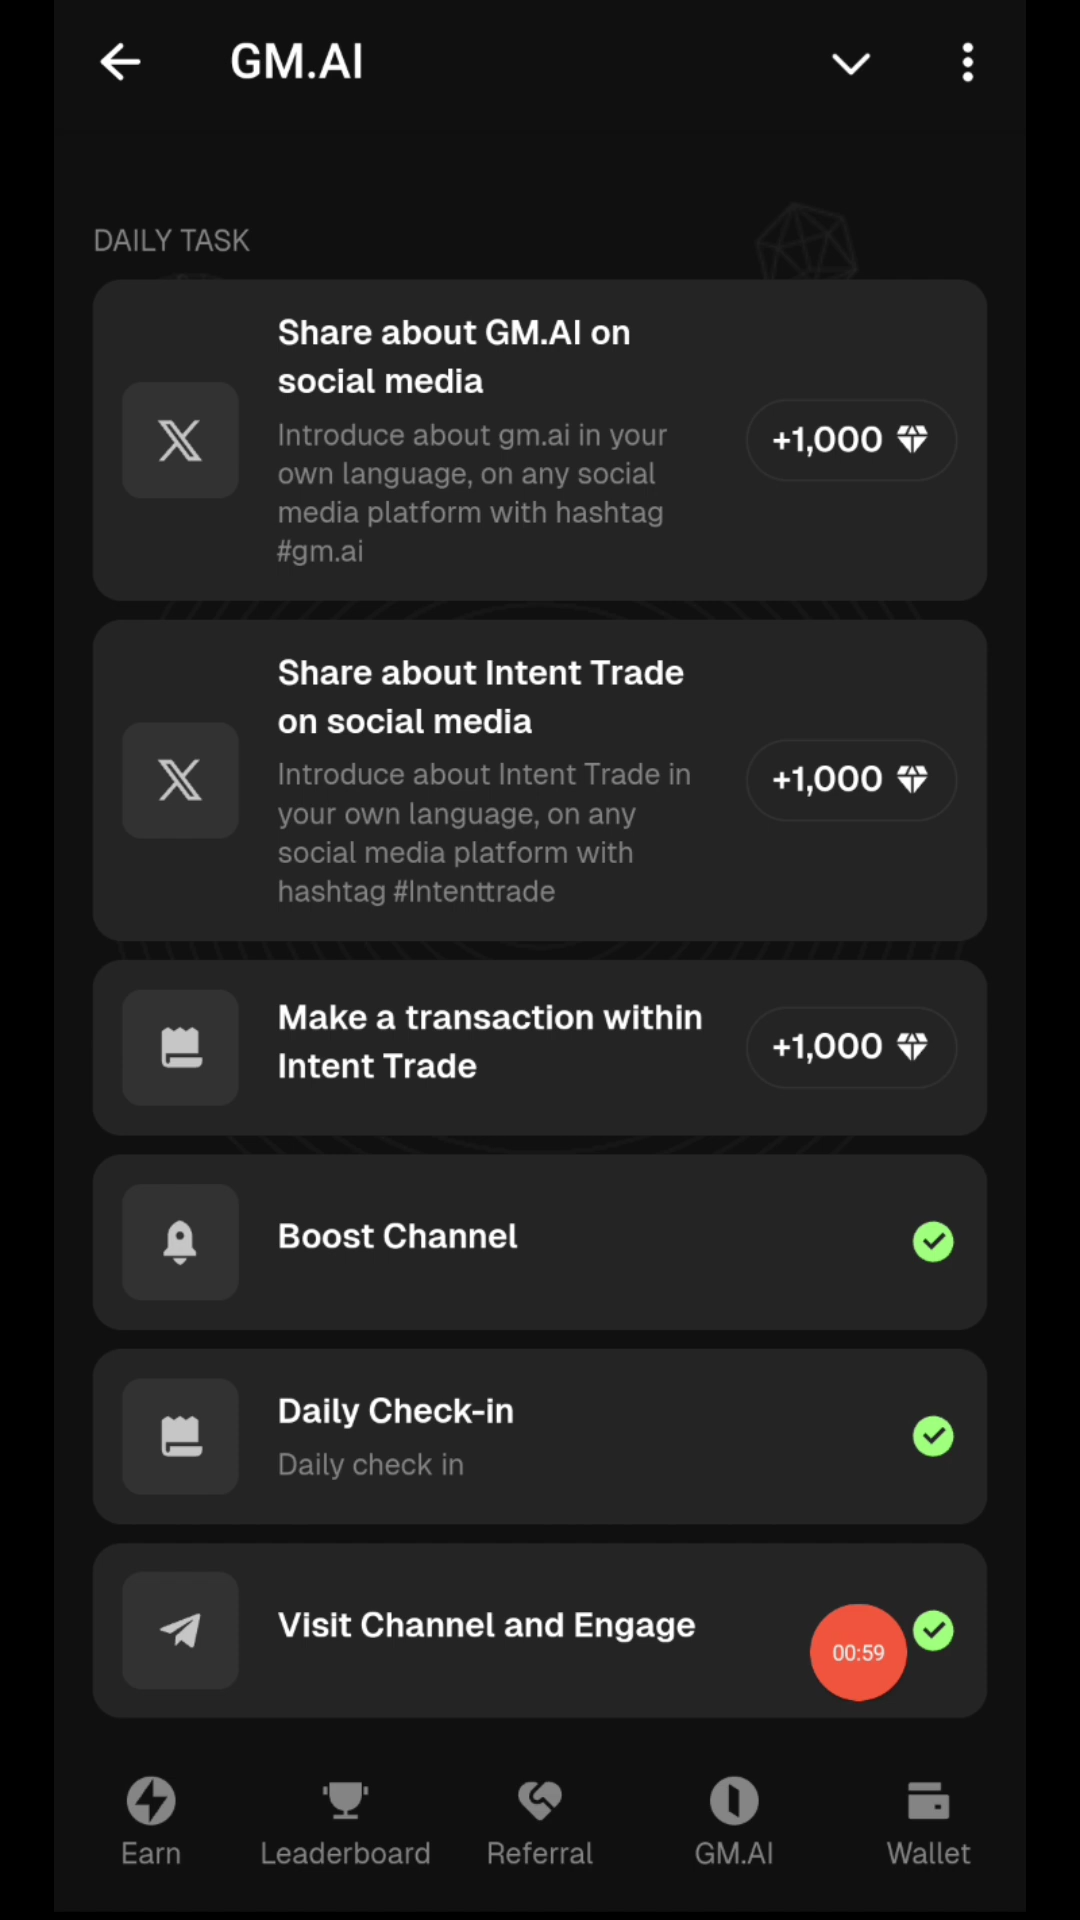 GM.AI
DAILY TASK
Share about GM.AI on
social media
Introduce about gm.ai in your
own language, on any social
media platform with hashtag
#gm.ai
+1,000
Share about Intent Trade
on social media
Introduce about Intent Trade in
your own language, on any
social media platform with
hashtag #Intenttrade
+1,000
Make a transaction within
Intent Trade
+1,000
Boost Channel
Daily Check-in
Daily check in
Visit Channel and Engage
00:59
Earn
Leaderboard
Referral
GM.AI
Wallet